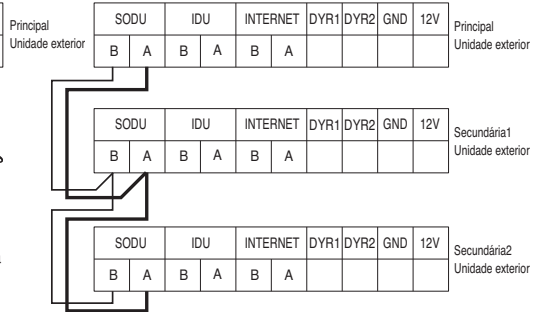 Principal
Unidade exterior
SODU IDU INTERNET DYR1 DYR2 GND 12V
B A B A B A
Principal
Unidade exterior
SODU IDU INTERNET DYR1 DYR2 GND 12V
B A B A B A
Secundária1
Unidade exterior
SODU IDU INTERNET DYR1 DYR2 GND 12V
B A B A B A
Secundária2
Unidade exterior